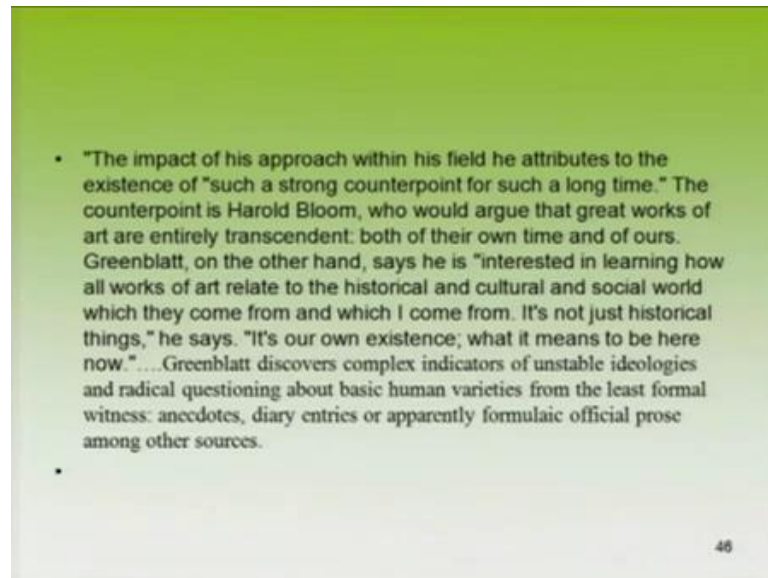 • "The impact of his approach within his field he attributes to the
existence of "such a strong counterpoint for such a long time." The
counterpoint is Harold Bloom, who would argue that great works of
art are entirely transcendent: both of their own time and of ours.
Greenblatt, on the other hand, says he is "interested in learning how
all works of art relate to the historical and cultural and social world
which they come from and which I come from. It's not just historical
things," he says. "It's our own existence; what it means to be here
now."....Greenblatt discovers complex indicators of unstable ideologies
and radical questioning about basic human varieties from the least formal
witness: anecdotes, diary entries or apparently formulaic official prose
among other sources.
•
46